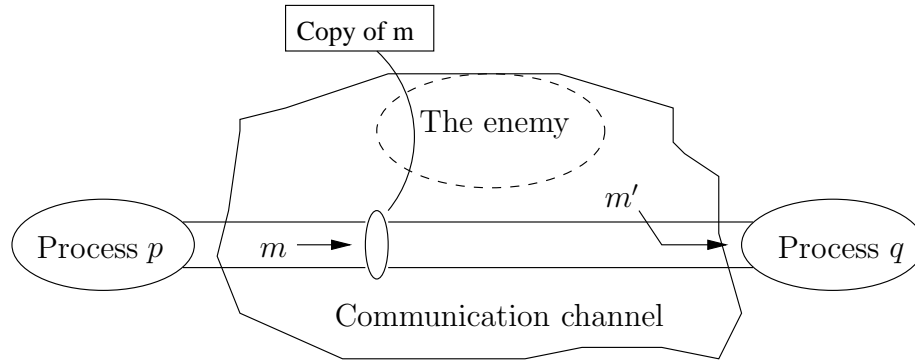 Copy of m
The enemy
m′
Process p
m
Process q
Communication channel